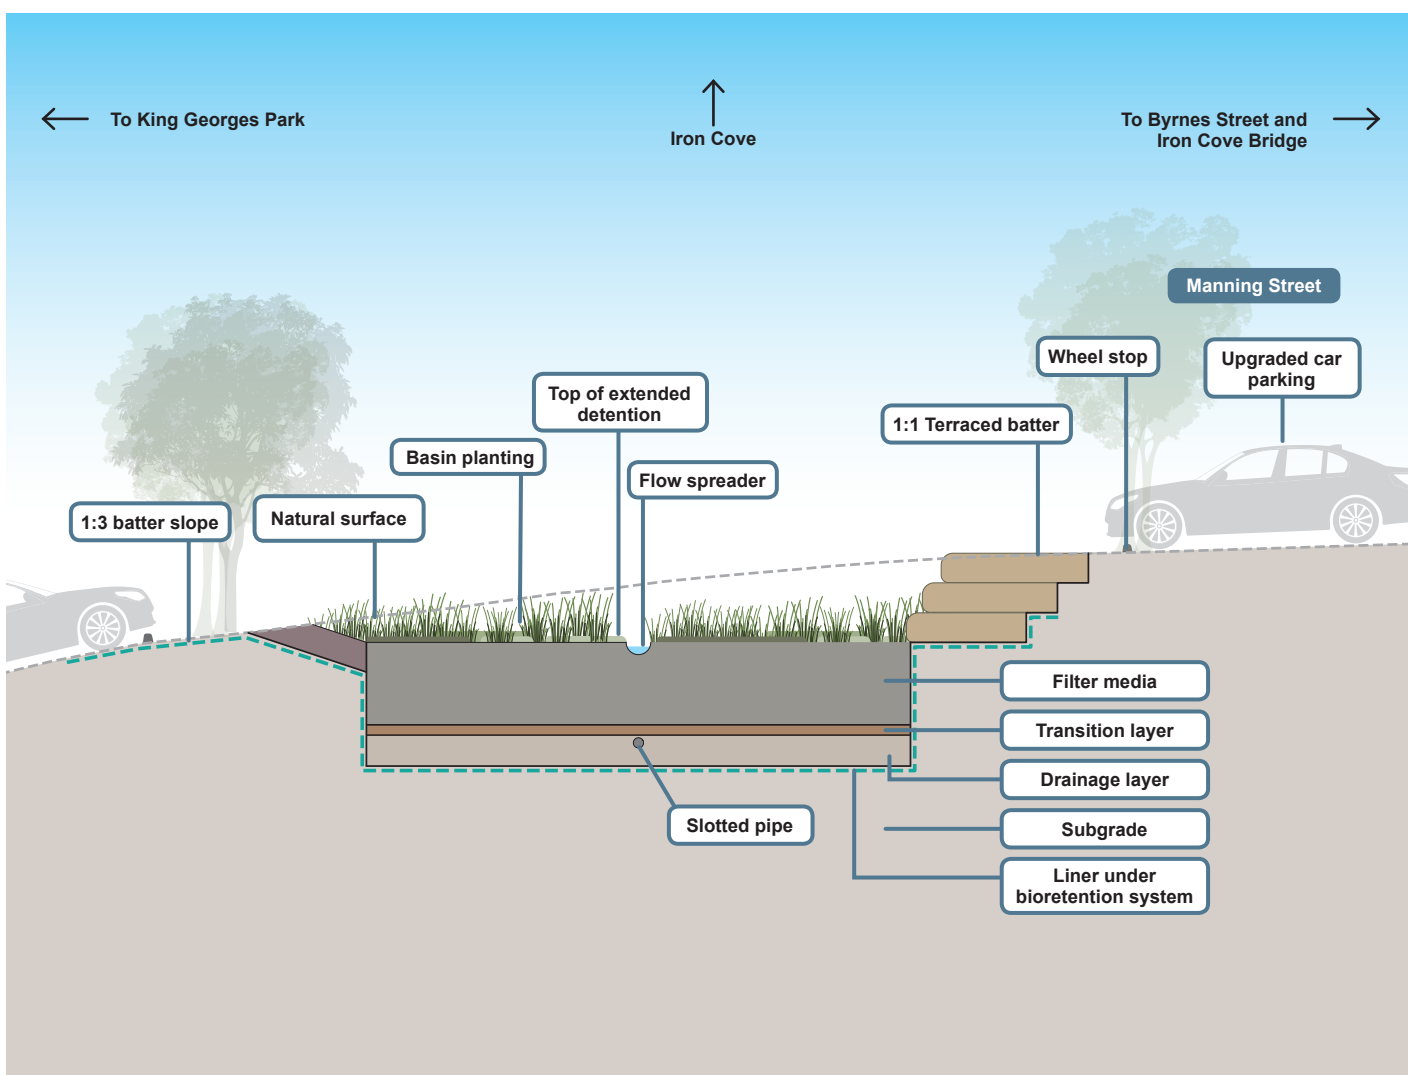 To King Georges Park
Iron Cove
To Byrnes Street and
Iron Cove Bridge
Manning Street
Wheel stop
Upgraded car
parking
Top of extended
detention
1:1 Terraced batter
Basin planting
Flow spreader
Natural surface
1:3 batter slope
Filter media
Transition layer
Drainage layer
Slotted pipe
Subgrade
Liner under
bioretention system